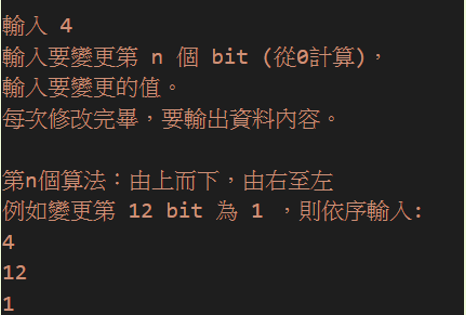 輸入 4
輸入要變更第 n 個 bit (從0計算)，
輸入要變更的值。
每次修改完畢，要輸出資料內容。
第n個算法：由上而下，由右至左
例如變更第 12 bit 為 1 ，則依序輸入:
4
12
1